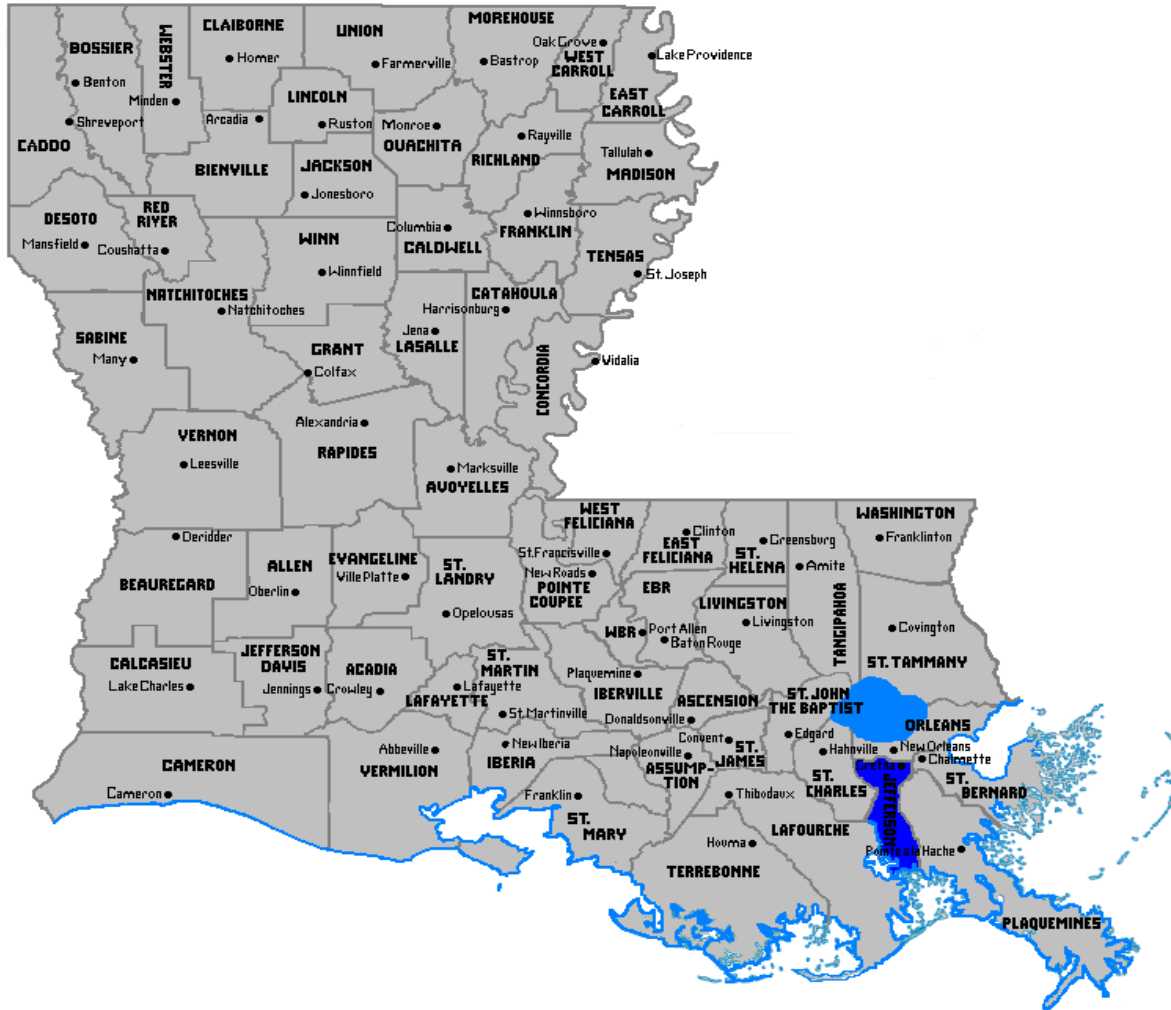 CLAIBORNE
UNION
MOREHOUSE
BOSSIER
WEBSTER
Homer
Farmerville
Bastrop
Oak Grove
WEST
CARROLL
Lake Providence
EAST
CARROLL
Benton
Minden
Shreveport
CADDO
Arcadia
LINCOLN
Ruston
Monroe
OUACHITA
Rayville
RICHLAND
Tallulah
MADISON
BIENVILLE
JACKSON
Jonesboro
DESOTO
Mansfield
RED
RIVER
Coushatta
WINN
Winnfield
Columbia
CALDWELL
Winnsboro
FRANKLIN
TENSAS
St. Joseph
NATCHITOCHES
Natchitoches
CATAHOULA
Harrisonburg
SABINE
Many
GRANT
Colfax
Jena
LASALLE
CONCORDIA
Vidalia
VERNON
Leesville
Alexandria
RAPIDES
Marksville
AVOYELLES
WEST
FELICIANA
St. Francisville
EAST
FELICIANA
Clinton
ST.
HELENA
Greensburg
TANGIPAHOA
Amite
WASHINGTON
Franklinton
Deridder
BEAUREGARD
ALLEN
Oberlin
EVANGELINE
Ville Platte
ST.
LANDRY
Opelousas
New Roads
POINTE
COUPEE
EBR
WBR
Port Allen
Baton Rouge
LIVINGSTON
Livingston
Covington
ST. TAMMANY
CALCASIEU
Lake Charles
JEFFERSON
DAVIS
Jennings
ACADIA
Crowley
LAFAYETTE
Lafayette
ST.
MARTIN
St. Martinville
Plaquemine
IBERVILLE
ASCENSION
Donaldsonville
ST. JOHN
THE BAPTIST
Edgard
ORLEANS
New Orleans
Chalmette
CAMERON
Cameron
Abbeville
VERMILION
New Iberia
IBERIA
Napoleonville
ASSUMP-
TION
Convent
ST.
JAMES
Hahnville
ST.
CHARLES
Gretna
JEFFERSON
ST.
BERNARD
Franklin
ST.
MARY
Thibodaux
LAFOURCHE
Houma
TERREBONNE
Pointe a la Hache
PLAQUEMINES